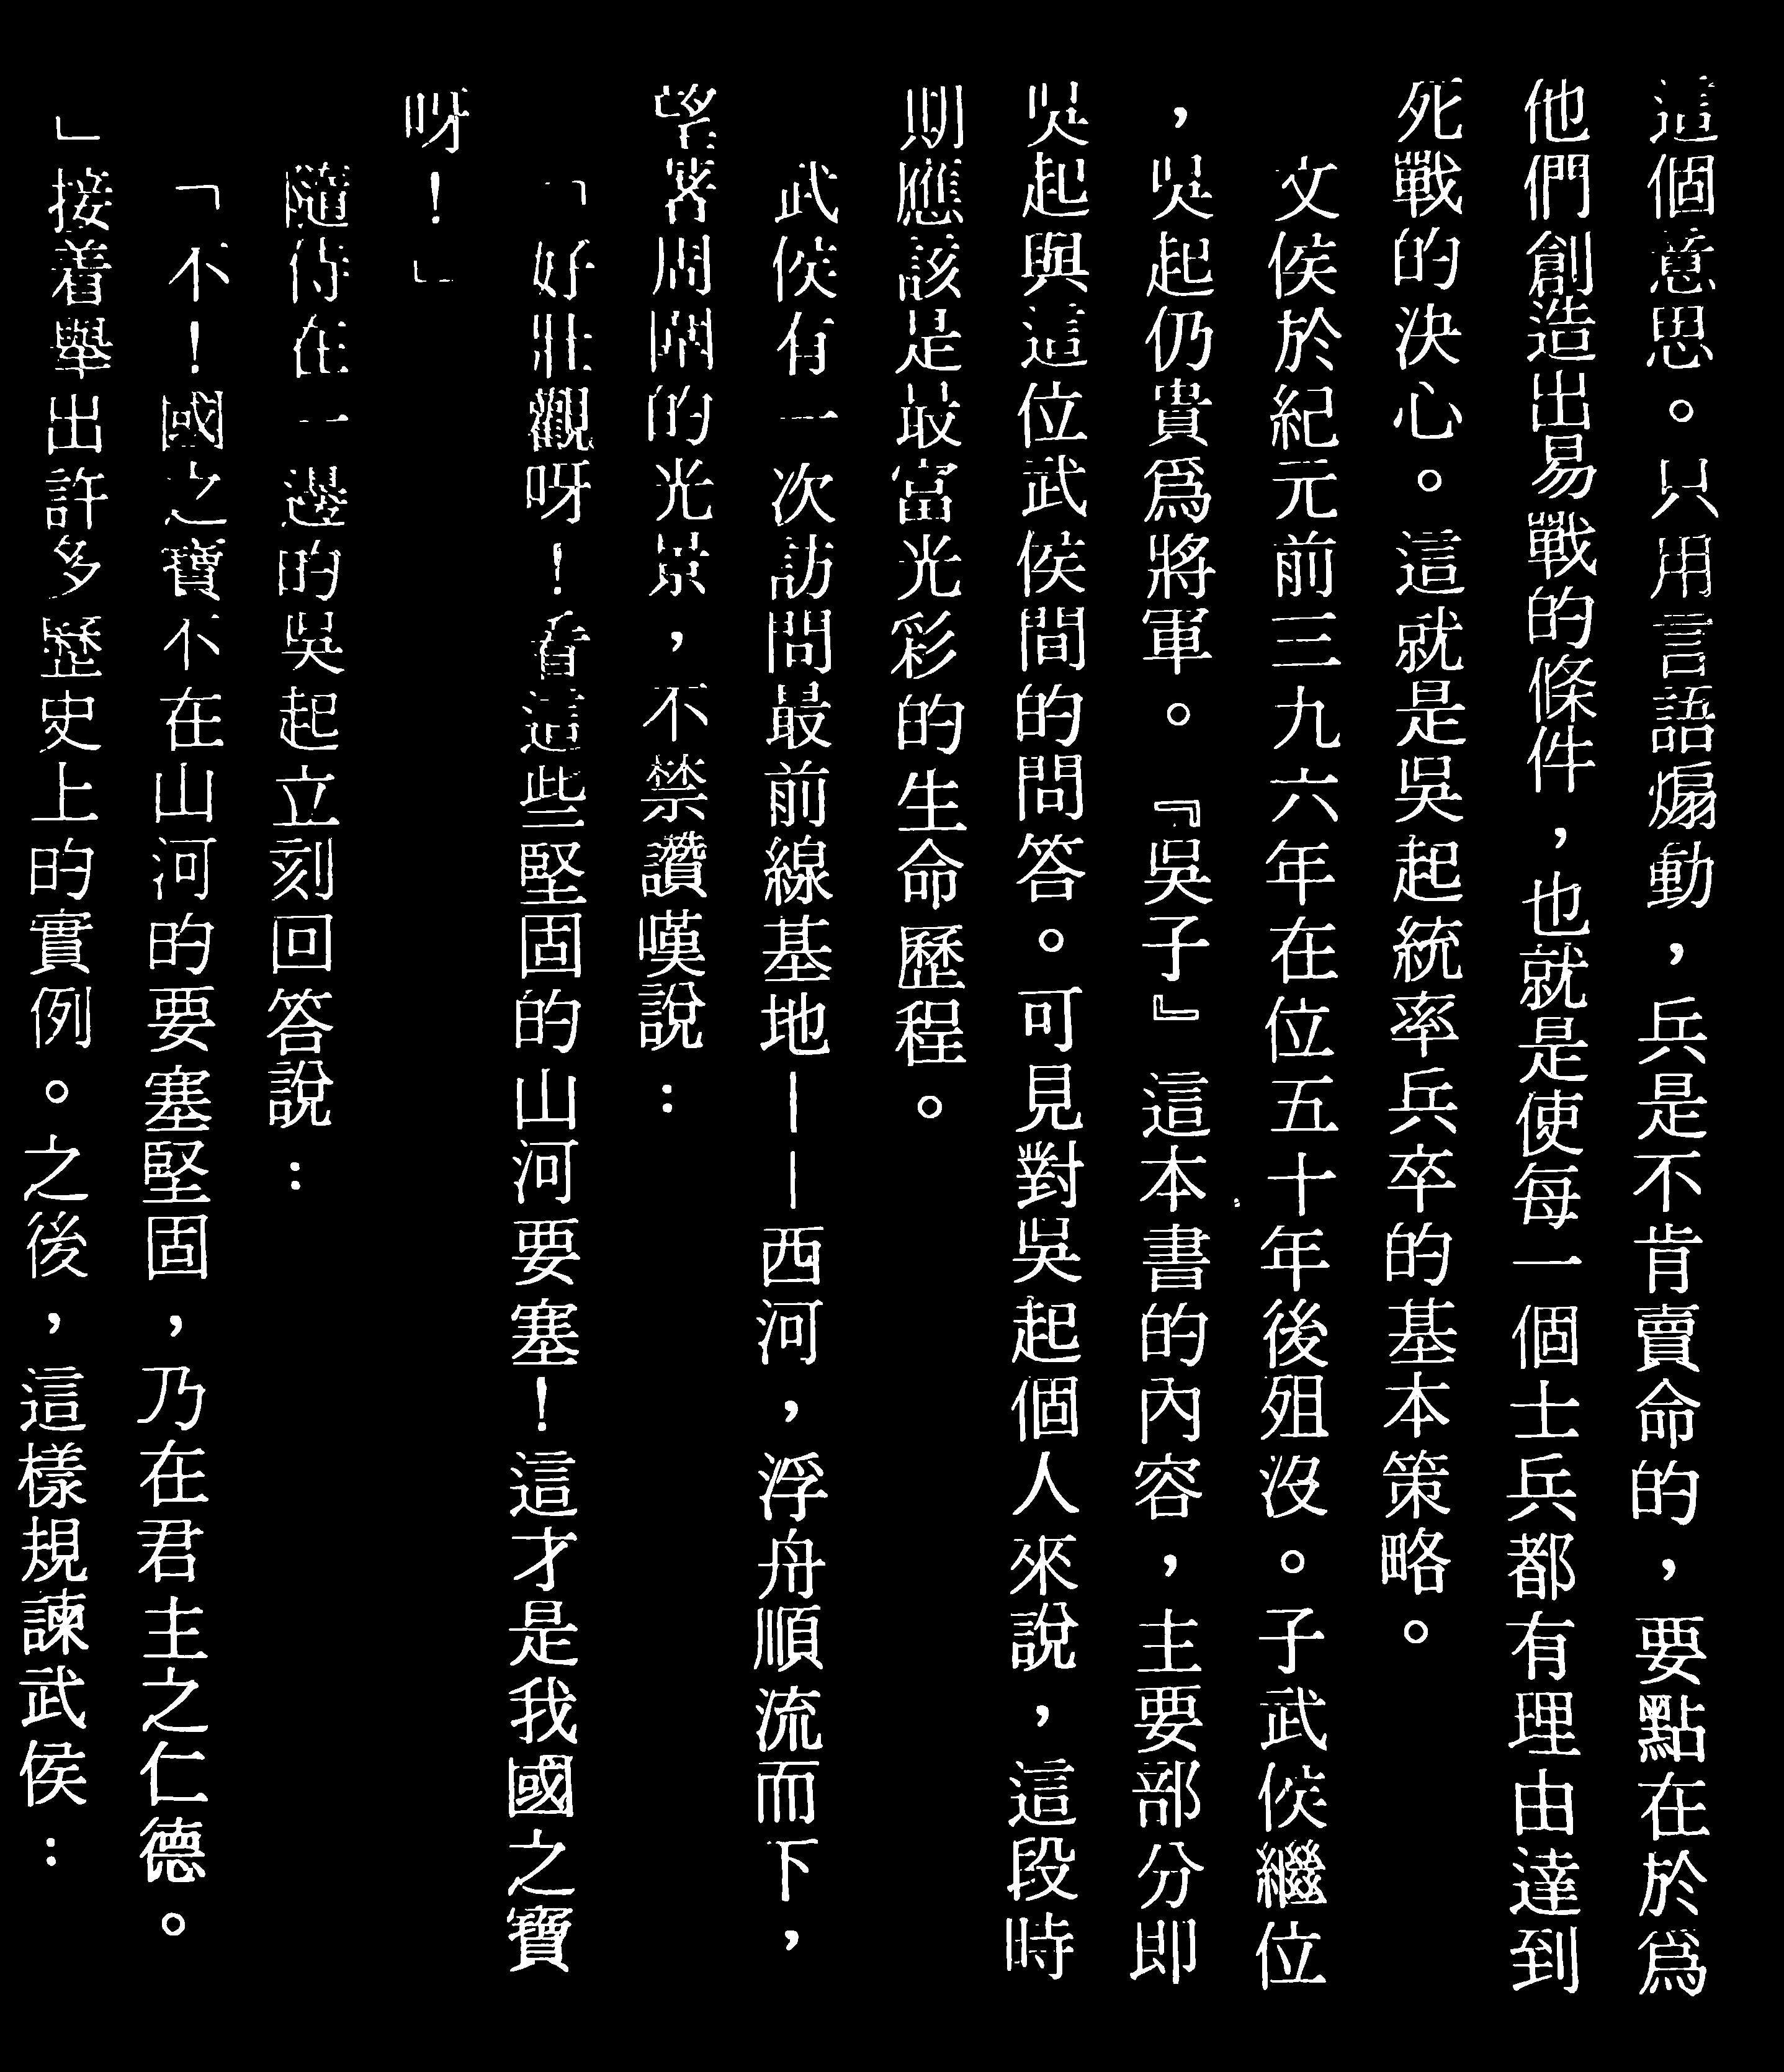 這個意思。只用言語煽動，兵是不肯賣命的，要點在於爲
他們創造出易戰的條件，也就是使每一個士兵都有理由達到
死戰的決心。這就是吳起統率兵卒的基本策略。
文侯於紀元前三九六年在位五十年後殂沒。子武侯繼位
，吳起仍貴爲將軍。『吳子』這本書的內容，主要部分即
吳起與這位武侯間的問答。可見對吳起個人來說，這段時
期應該是最富光彩的生命歷程。
武侯有一次訪問最前線基地——西河，浮舟順流而下，
望著周圍的光景，不禁讚嘆說：
「好壯觀呀！看這些堅固的山河要塞！這才是我國之寶
呀！」
隨侍在一邊的吳起立刻回答說：
「不！國之寶不在山河的要塞堅固，乃在君主之仁德。
」接着舉出許多歷史上的實例。之後，這樣規諫武侯：